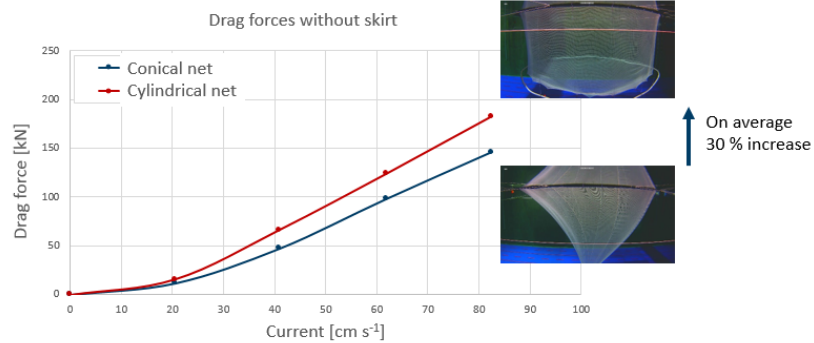 Drag forces without skirt
250
200
150
100
50
0
Drag force [kN]
Conical net
Cylindrical net
0 10 20 30 40 50 60 70 80 90 100
Current [cm s⁻¹]
On average
30 % increase